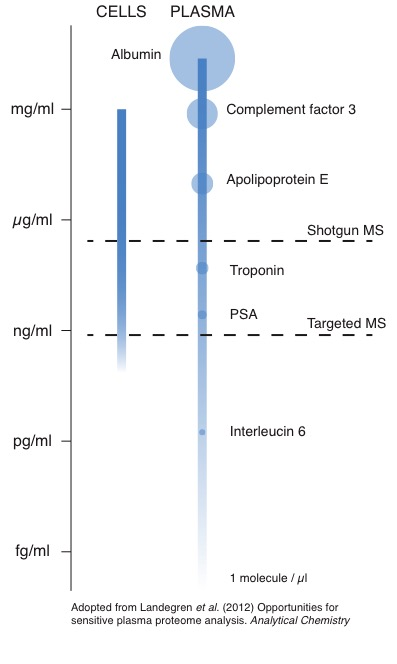 CELLS PLASMA
Albumin
mg/ml
Complement factor 3
Apolipoprotein E
µg/ml
Shotgun MS
Troponin
PSA
Targeted MS
ng/ml
Interleucin 6
pg/ml
fg/ml
1 molecule / µl
Adopted from Landegren et al. (2012) Opportunities for
sensitive plasma proteome analysis. Analytical Chemistry